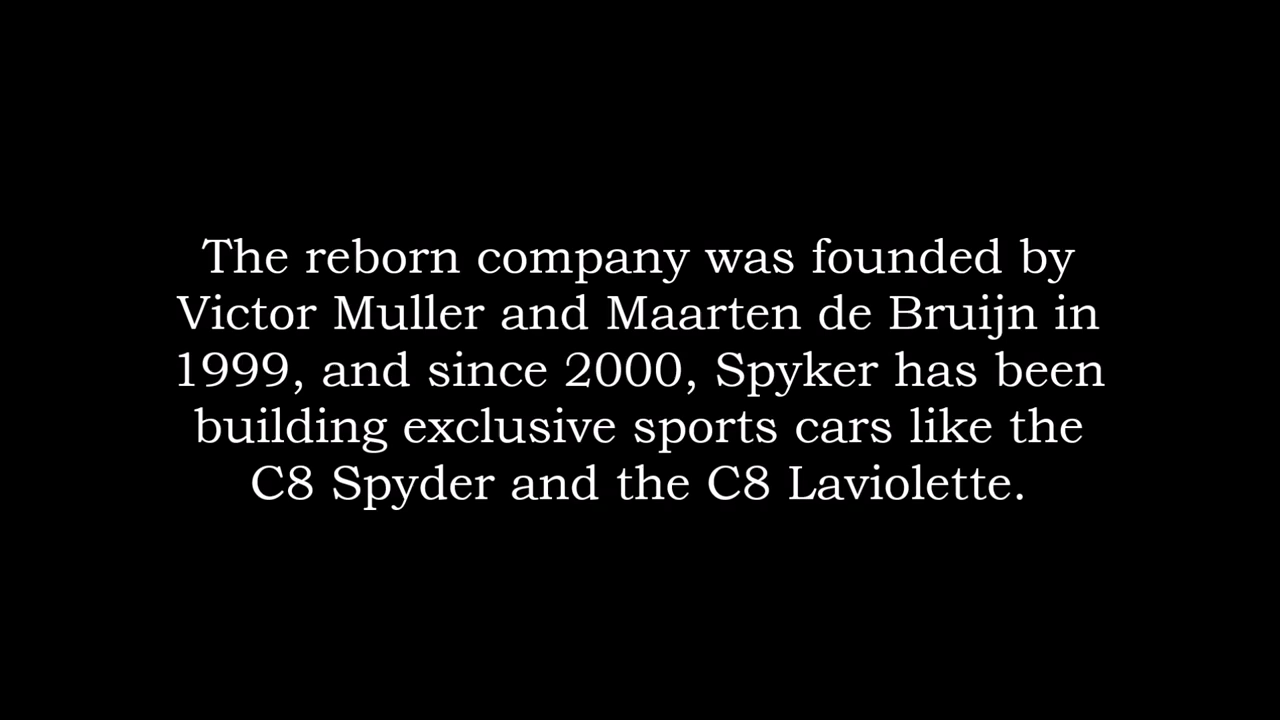 The reborn company was founded by
Victor Muller and Maarten de Bruijn in
1999, and since 2000, Spyker has been
building exclusive sports cars like the
C8 Spyder and the C8 Laviolette.